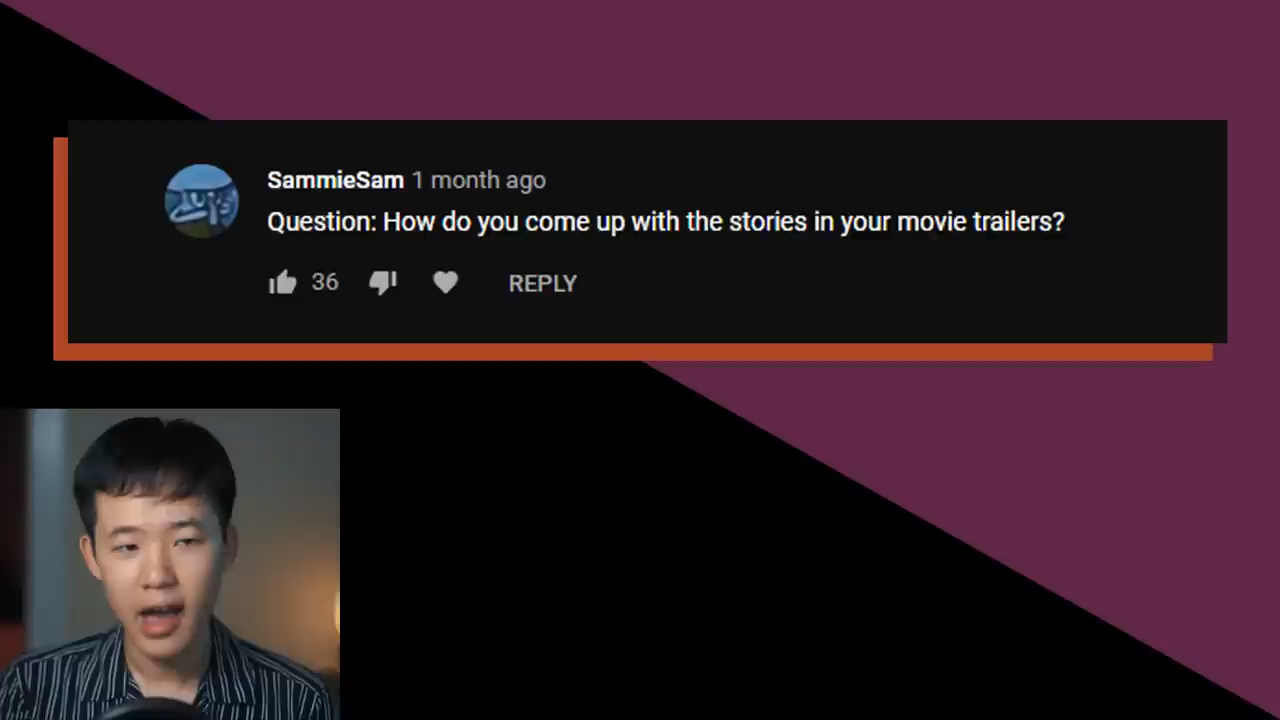 SammieSam 1 month ago
Question: How do you come up with the stories in your movie trailers?
36 REPLY